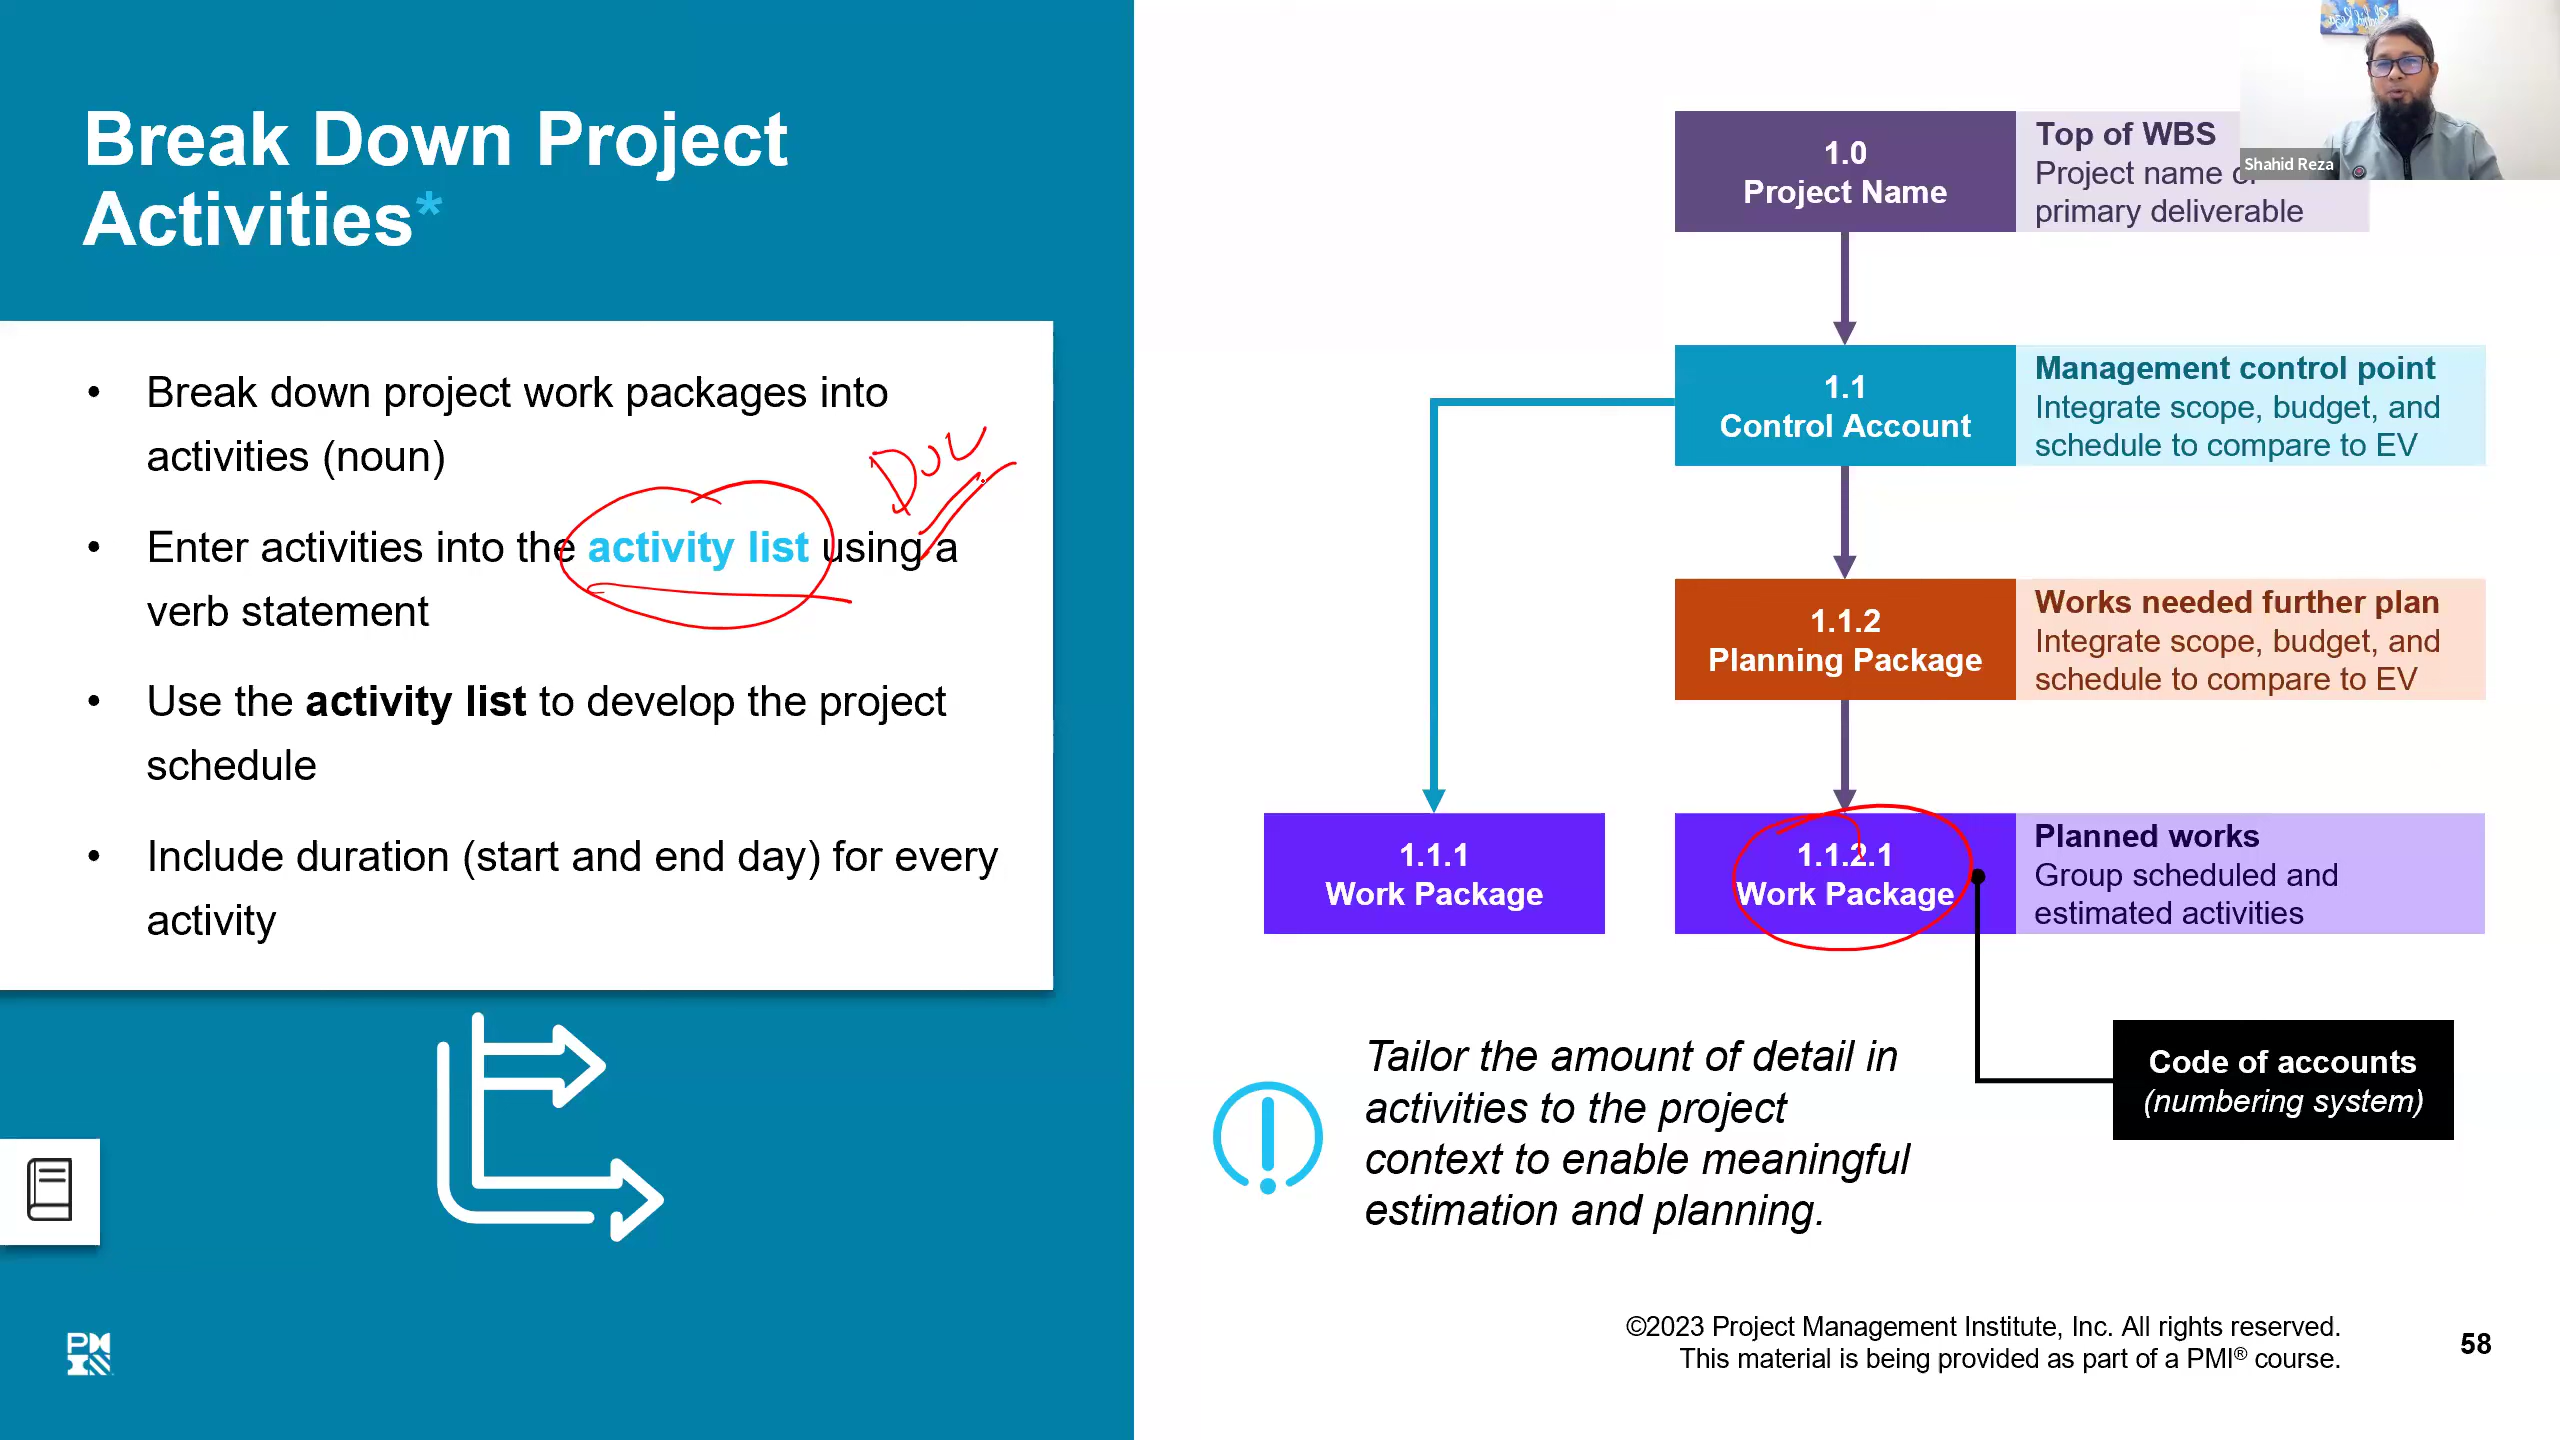 Break Down Project
Activities*
• Break down project work packages into
activities (noun)
• Enter activities into the activity list using a
verb statement
• Use the activity list to develop the project
schedule
• Include duration (start and end day) for every
activity
Doc
1.0
Project Name
Top of WBS
Project name or
primary deliverable
Shahid Reza
1.1
Control Account
Management control point
Integrate scope, budget, and
schedule to compare to EV
1.1.2
Planning Package
Works needed further plan
Integrate scope, budget, and
schedule to compare to EV
1.1.1
Work Package
1.1.2.1
Work Package
Planned works
Group scheduled and
estimated activities
Code of accounts
(numbering system)
Tailor the amount of detail in
activities to the project
context to enable meaningful
estimation and planning.
©2023 Project Management Institute, Inc. All rights reserved.
This material is being provided as part of a PMI® course.
58